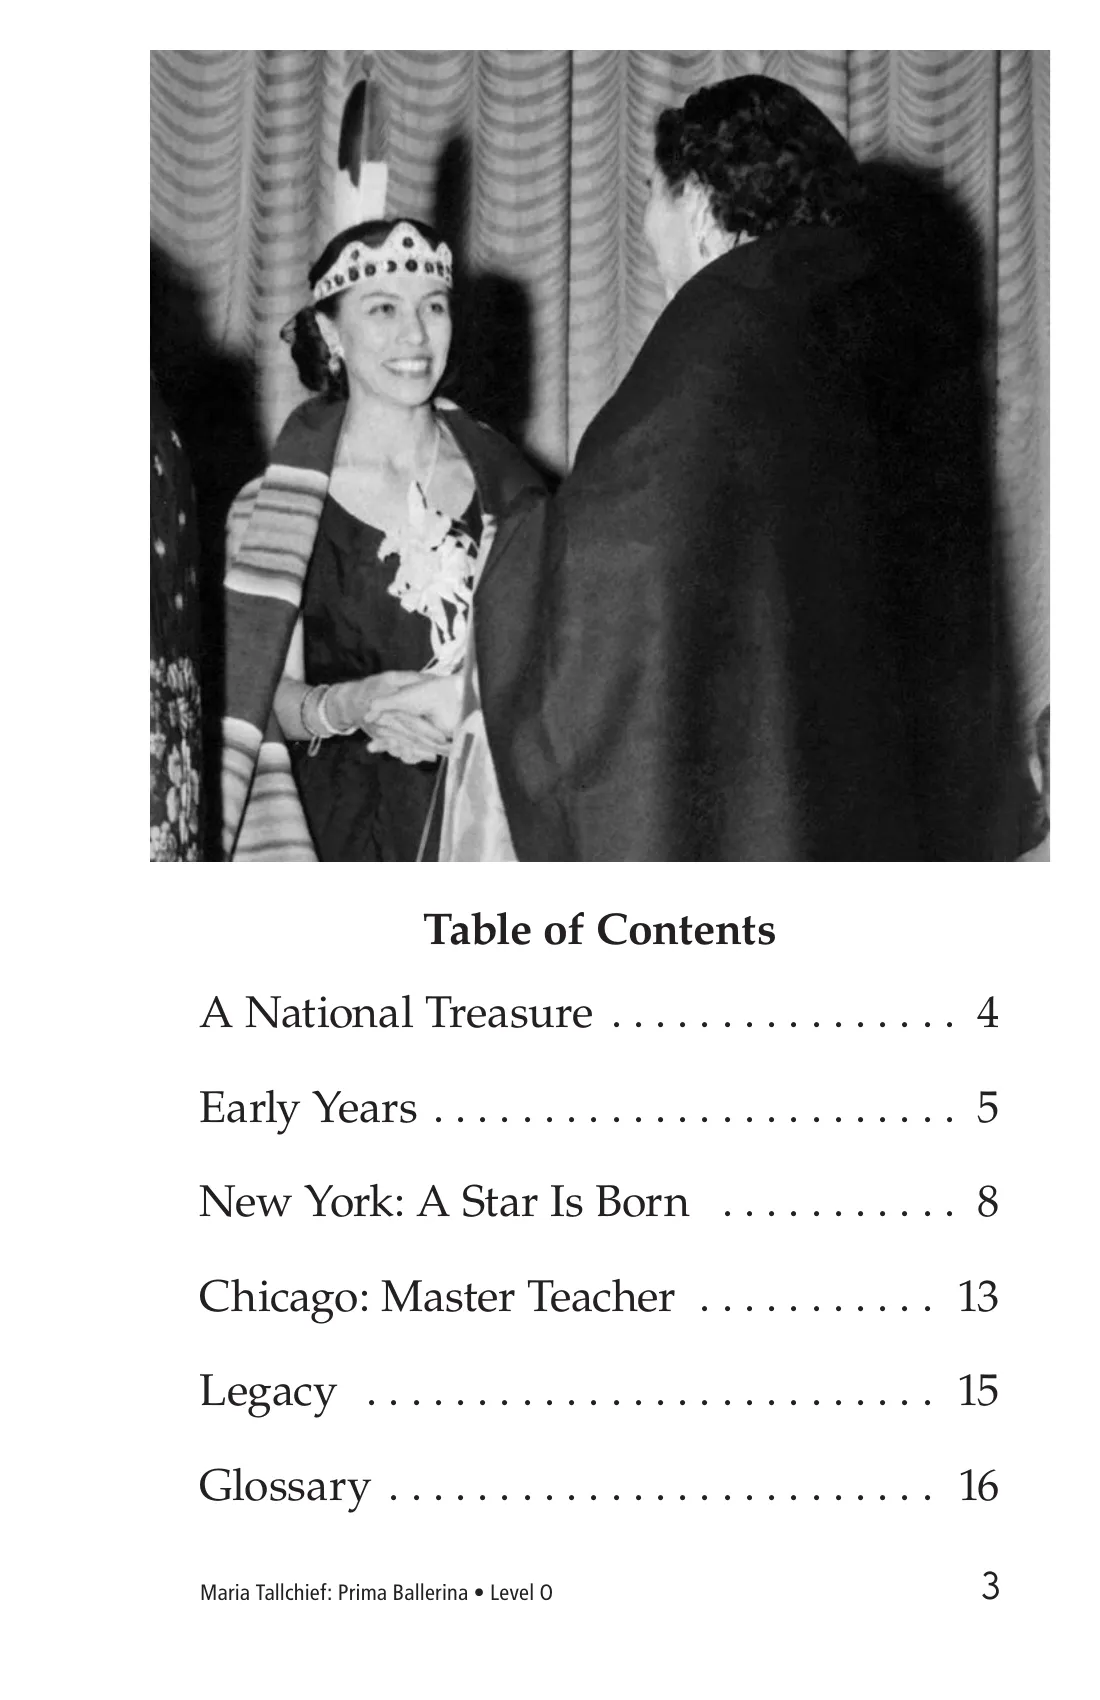 Table of Contents
A National Treasure . . . . . . . . . . . . . . . . 4
Early Years . . . . . . . . . . . . . . . . . . . . . . . . 5
New York: A Star Is Born . . . . . . . . . . . 8
Chicago: Master Teacher . . . . . . . . . . . 13
Legacy . . . . . . . . . . . . . . . . . . . . . . . . . . 15
Glossary . . . . . . . . . . . . . . . . . . . . . . . . . 16
Maria Tallchief: Prima Ballerina • Level O 3